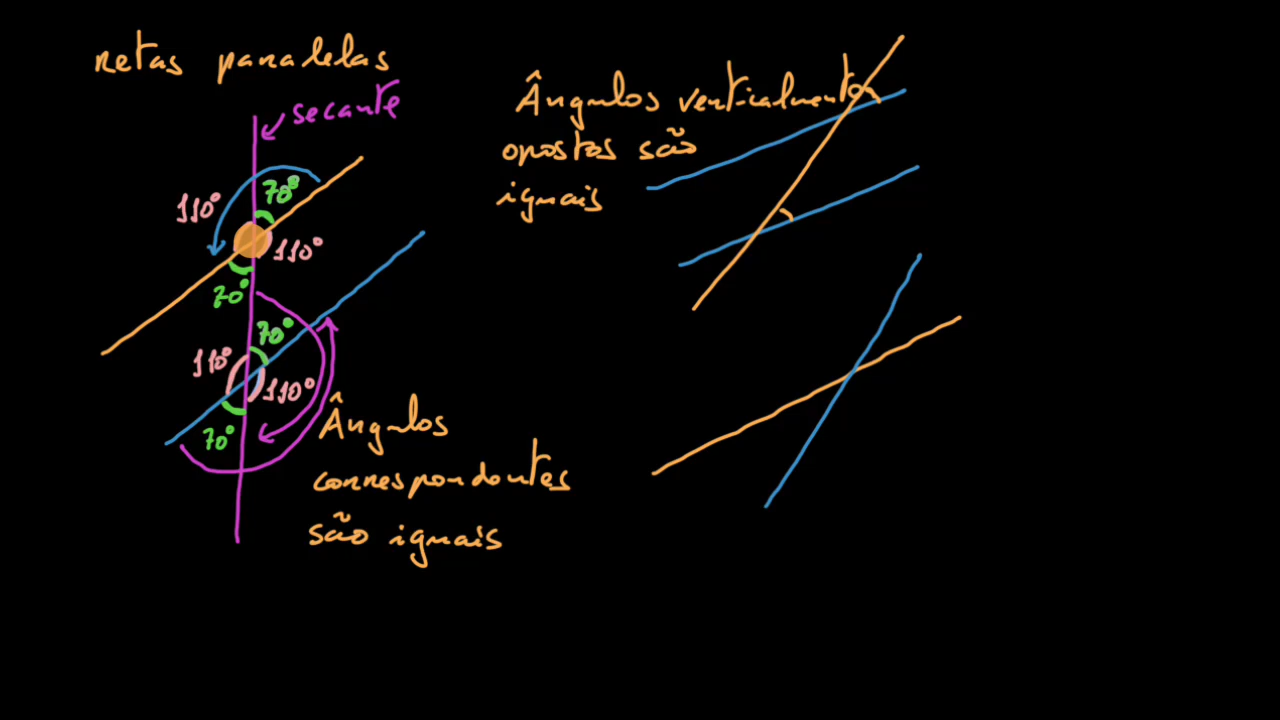 retas paralelas
secante
110°
70°
110°
70°
70°
110°
110°
70°
Ângulos verticalmente
opostos são
iguais
Ângulos
correspondentes
são iguais